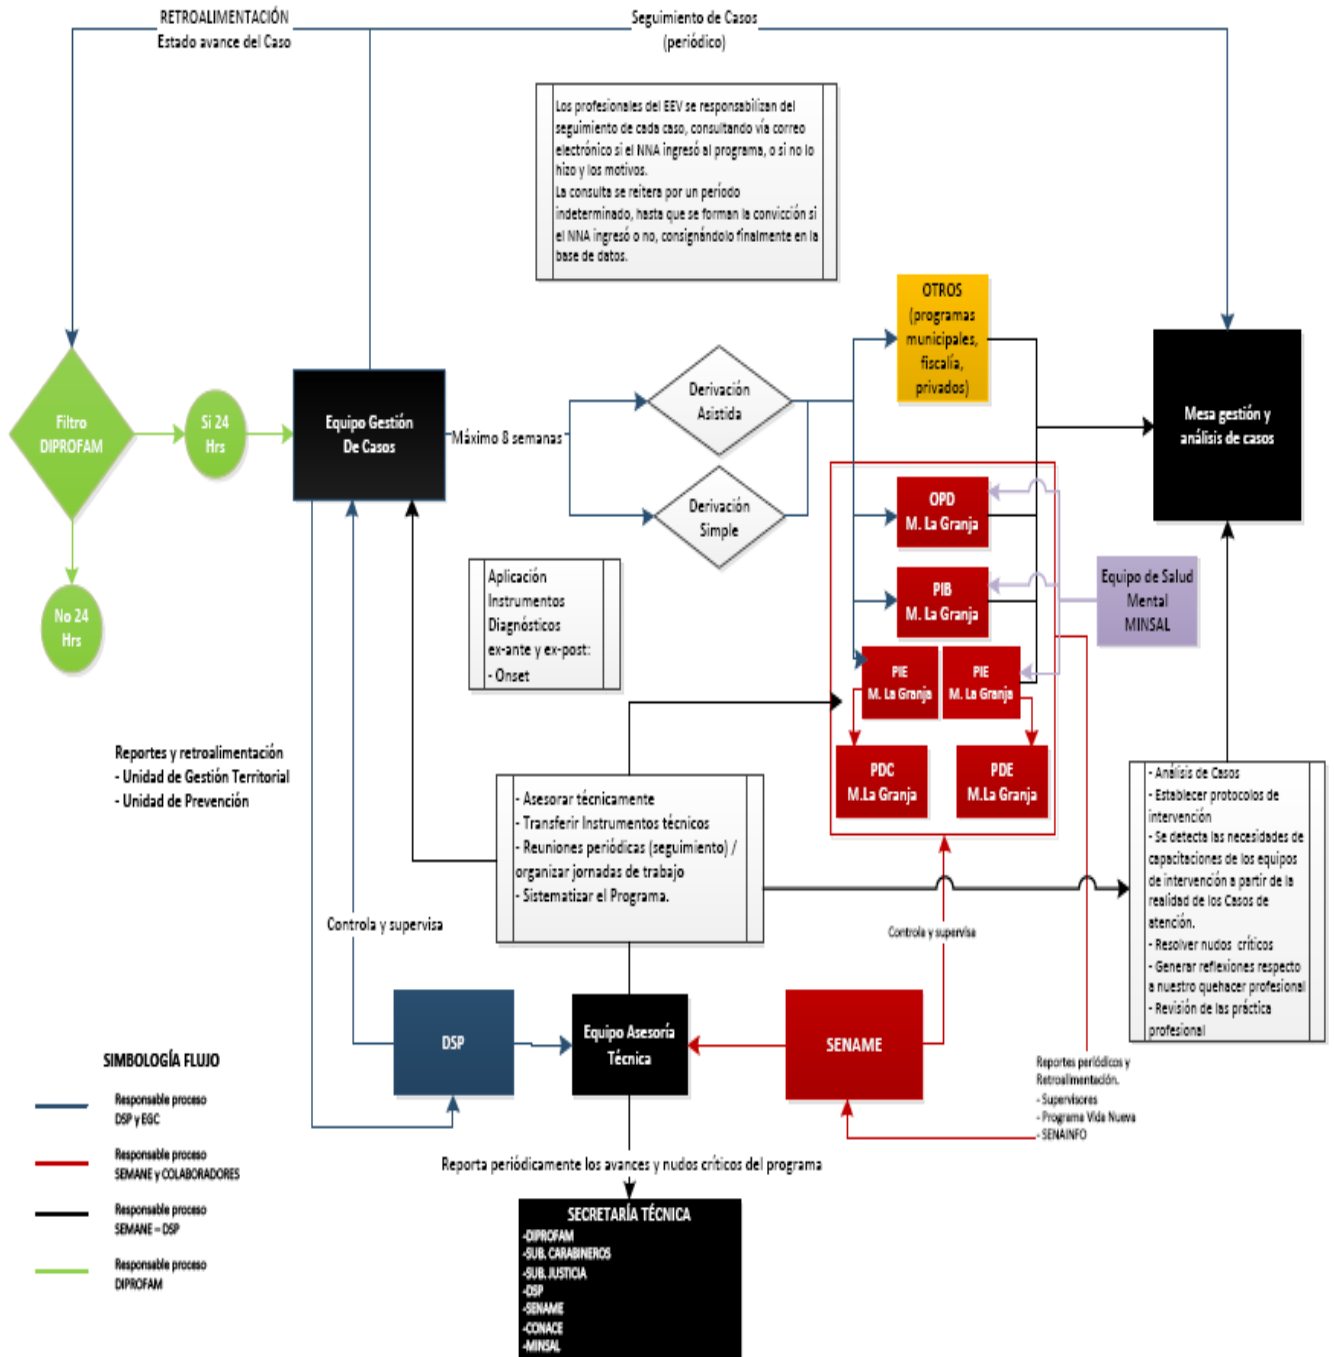 RETROALIMENTACIÓN
Estado avance del Caso
Seguimiento de Casos
(periódico)
Los profesionales del EEV se responsabilizan del
seguimiento de cada caso, consultando vía correo
electrónico si el NNA ingresó al programa, o si no lo
hizo y los motivos.
La consulta se reitera por un período
indeterminado, hasta que se forman la convicción si
el NNA ingresó o no, consignándolo finalmente en la
base de datos.
Filtro
DIPROFAM
Si 24
Hrs
No 24
Hrs
Equipo Gestión
De Casos
Máximo 8 semanas
Derivación
Asistida
Derivación
Simple
OTROS
(programas
municipales,
fiscalía,
privados)
Mesa gestión y
análisis de casos
OPD
M. La Granja
PIB
M. La Granja
PIE
M. La Granja
PIE
M. La Granja
PDC
M.La Granja
PDE
M.La Granja
Equipo de Salud
Mental
MINSAL
Aplicación
Instrumentos
Diagnósticos
ex-ante y ex-post:
- Onset
Reportes y retroalimentación
- Unidad de Gestión Territorial
- Unidad de Prevención
- Asesorar técnicamente
- Transferir Instrumentos técnicos
- Reuniones periódicas (seguimiento) /
organizar jornadas de trabajo
- Sistematizar el Programa.
- Análisis de Casos
- Establecer protocolos de
intervención
- Se detecta las necesidades de
capacitaciones de los equipos
de intervención a partir de la
realidad de los Casos de
atención.
- Resolver nudos críticos
- Generar reflexiones respecto
a nuestro quehacer profesional
- Revisión de las práctica
profesional
Controla y supervisa
Controla y supervisa
DSP
Equipo Asesoría
Técnica
SENAME
Reportes periódicos y
Retroalimentación.
- Supervisores
- Programa Vida Nueva
- SENAINFO
SIMBOLOGÍA FLUJO
Responsable proceso
DSP y EGC
Responsable proceso
SEMANE y COLABORADORES
Responsable proceso
SEMANE – DSP
Responsable proceso
DIPROFAM
Reporta periódicamente los avances y nudos críticos del programa
SECRETARÍA TÉCNICA
-DIPROFAM
-SUB. CARABINEROS
-SUB. JUSTICIA
-DSP
-SENAME
-CONACE
-MINSAL